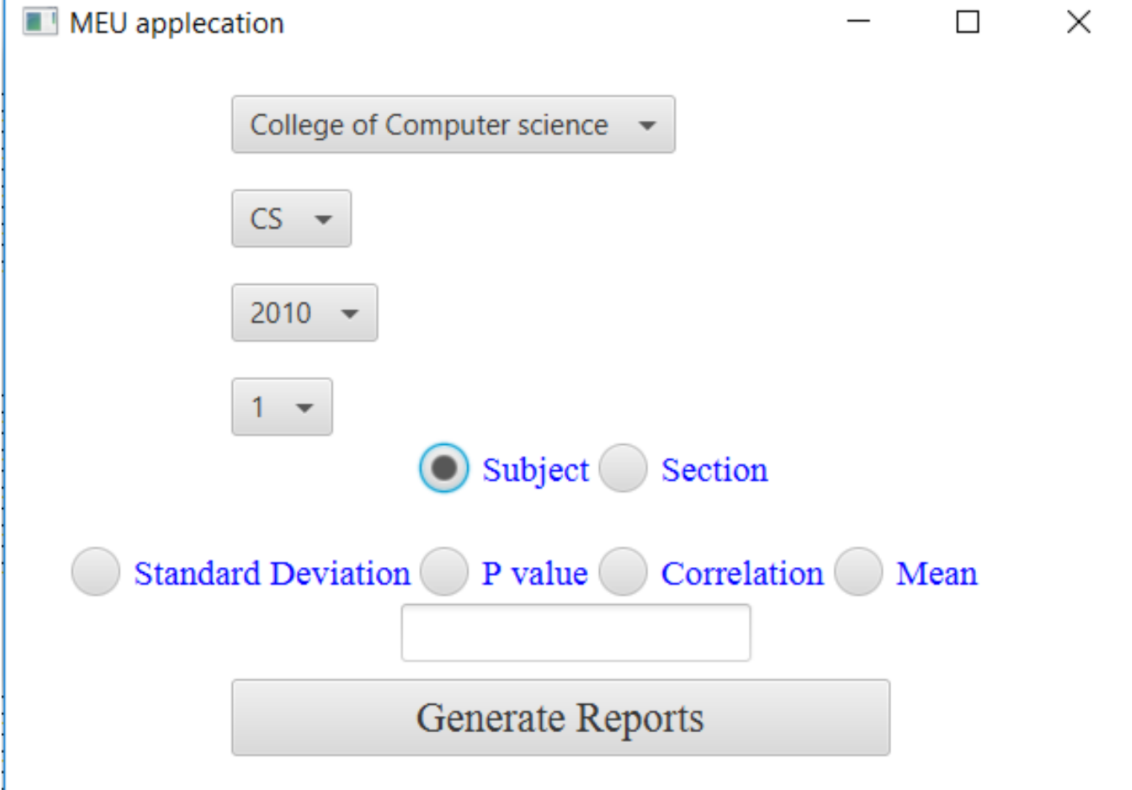 MEU applecation
College of Computer science
CS
2010
1
Subject Section
Standard Deviation P value Correlation Mean
Generate Reports